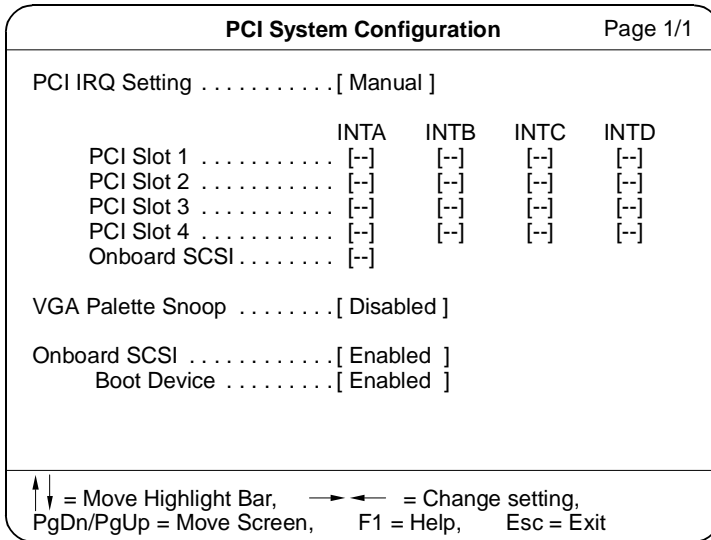 PCI System Configuration Page 1/1
PCI IRQ Setting . . . . . . . . . . . [ Manual ]
INTA INTB INTC INTD
PCI Slot 1 . . . . . . . . . . . [--] [--] [--] [--]
PCI Slot 2 . . . . . . . . . . . [--] [--] [--] [--]
PCI Slot 3 . . . . . . . . . . . [--] [--] [--] [--]
PCI Slot 4 . . . . . . . . . . . [--] [--] [--] [--]
Onboard SCSI . . . . . . . . [--]
VGA Palette Snoop . . . . . . . . [ Disabled ]
Onboard SCSI . . . . . . . . . . . . [ Enabled ]
Boot Device . . . . . . . . . [ Enabled ]
↑↓ = Move Highlight Bar, → ← = Change setting,
PgDn/PgUp = Move Screen, F1 = Help, Esc = Exit